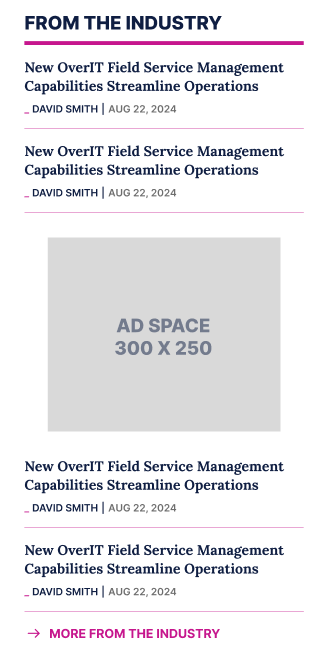 FROM THE INDUSTRY
New OverIT Field Service Management
Capabilities Streamline Operations
_ DAVID SMITH | AUG 22, 2024
New OverIT Field Service Management
Capabilities Streamline Operations
_ DAVID SMITH | AUG 22, 2024
AD SPACE
300 X 250
New OverIT Field Service Management
Capabilities Streamline Operations
_ DAVID SMITH | AUG 22, 2024
New OverIT Field Service Management
Capabilities Streamline Operations
_ DAVID SMITH | AUG 22, 2024
→ MORE FROM THE INDUSTRY